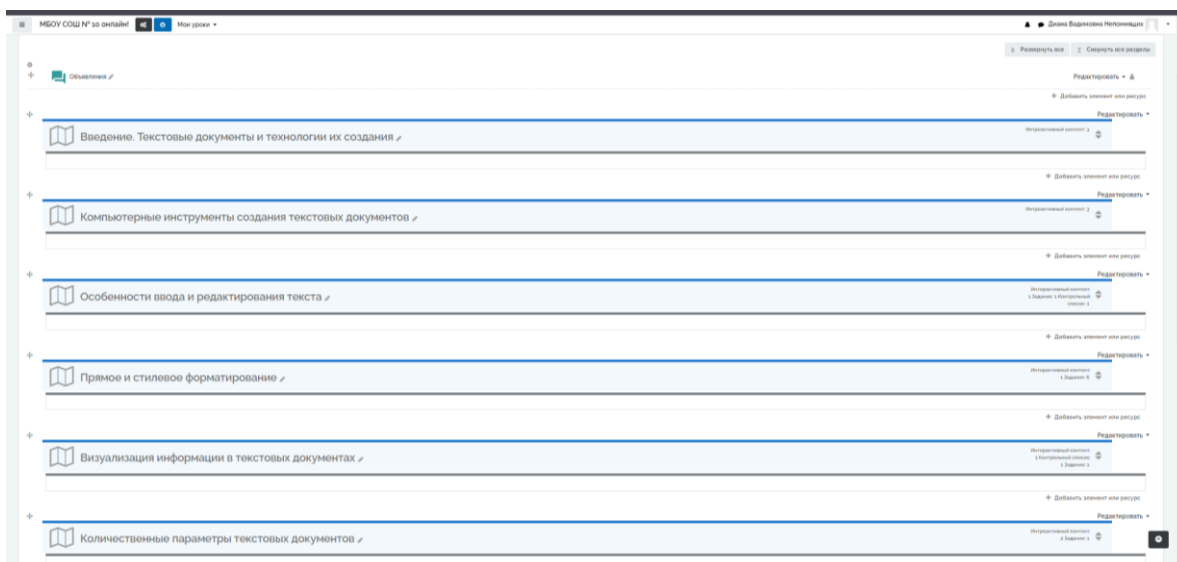 МБОУ СОШ № 10 онлайн! Мои уроки Диана Вадимовна Непомнящих
Развернуть все Свернуть все разделы
Объявления Редактировать
Добавить элемент или ресурс
Редактировать
Введение. Текстовые документы и технологии их создания Интерактивный контент: 3
Добавить элемент или ресурс
Редактировать
Компьютерные инструменты создания текстовых документов Интерактивный контент: 3
Добавить элемент или ресурс
Редактировать
Интерактивный контент:
Особенности ввода и редактирования текста 1 Задание: 1 Контрольный
список: 1
Добавить элемент или ресурс
Редактировать
Интерактивный контент:
Прямое и стилевое форматирование 1 Задание:
Добавить элемент или ресурс
Редактировать
Интерактивный контент:
Визуализация информации в текстовых документах 1 Контрольный список:
1 Задание: 1
Добавить элемент или ресурс
Редактировать
Интерактивный контент:
Количественные параметры текстовых документов Задание: 1